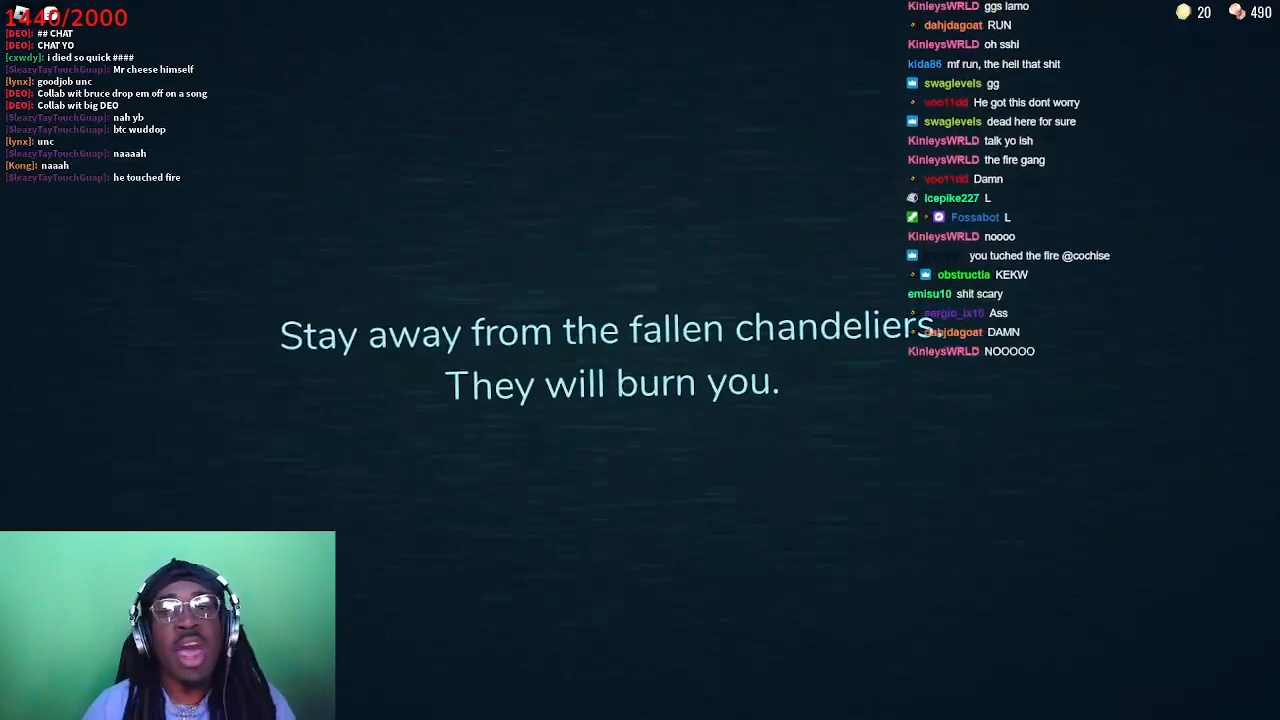 1440/2000
[DEO]: ## CHAT
[DEO]: CHAT YO
[cxwdy]: i died so quick ####
[SleazyTayTouchGuap]: Mr cheese himself
[lynx]: goodjob unc
[DEO]: Collab wit bruce drop em off on a song
[DEO]: Collab wit big DEO
[SleazyTayTouchGuap]: nah yb
[SleazyTayTouchGuap]: btc wuddop
[lynx]: unc
[SleazyTayTouchGuap]: naaaah
[Kong]: naaah
[SleazyTayTouchGuap]: he touched fire
Stay away from the fallen chandeliers.
They will burn you.
KinleysWRLD ggs lamo
dahjdagoat RUN
KinleysWRLD oh sshi
kida86 mf run, the hell that shit
swaglevels gg
voo11dd He got this dont worry
swaglevels dead here for sure
KinleysWRLD talk yo ish
KinleysWRLD the fire gang
voo11dd Damn
Icepike227 L
Fossabot L
KinleysWRLD noooo
you tuched the fire @cochise
obstructia KEKW
emisu10 shit scary
sergio_ix10 Ass
dahjdagoat DAMN
KinleysWRLD NOOOOO
20
490